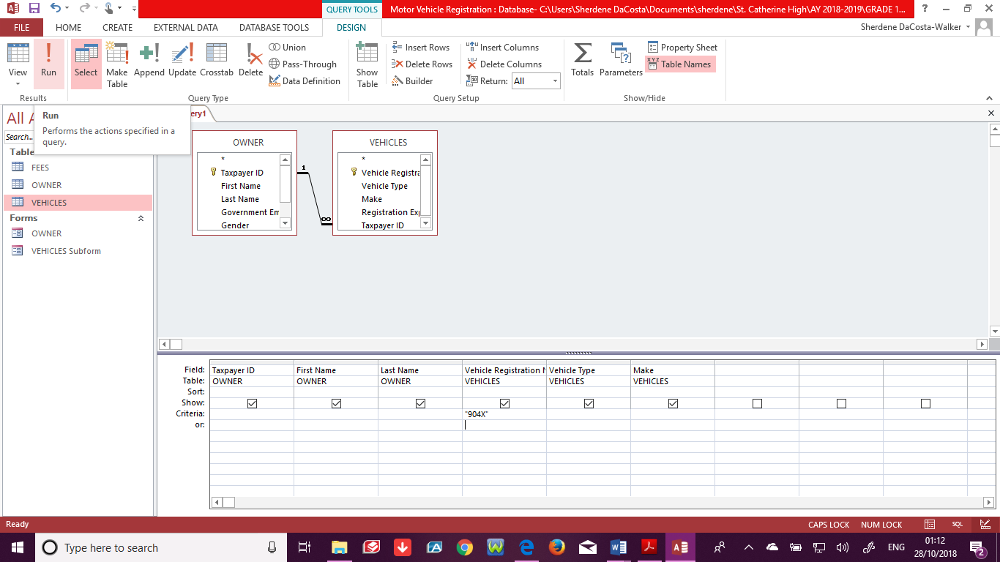 QUERY TOOLS
Motor Vehicle Registration : Database- C:\Users\Sherdene DaCosta\Documents\sherdene\St. Catherine High\AY 2018-2019\GRADE 1...
?
FILE HOME CREATE EXTERNAL DATA DATABASE TOOLS DESIGN
Sherdene DaCosta-Walker
View
Run
Select
Make Table
Append
Update
Crosstab
Delete
Union
Pass-Through
Data Definition
Show Table
Insert Rows
Delete Rows
Builder
Insert Columns
Delete Columns
Return: All
Totals
Parameters
Property Sheet
XYZ Table Names
Results
Query Type
Query Setup
Show/Hide
All A
Search...
Run
Performs the actions specified in a
query.
ery1
Table
FEES
OWNER
VEHICLES
Forms
OWNER
VEHICLES Subform
OWNER
*
Taxpayer ID
First Name
Last Name
Government Em
Gender
1
∞
VEHICLES
*
Vehicle Registra
Vehicle Type
Make
Registration Exp
Taxpayer ID
Field: Taxpayer ID First Name Last Name Vehicle Registration N Vehicle Type Make
Table: OWNER OWNER OWNER VEHICLES VEHICLES VEHICLES
Sort:
Show:
Criteria: "904X"
or:
Ready
CAPS LOCK NUM LOCK SQL
Type here to search
ENG
01:12
28/10/2018
2